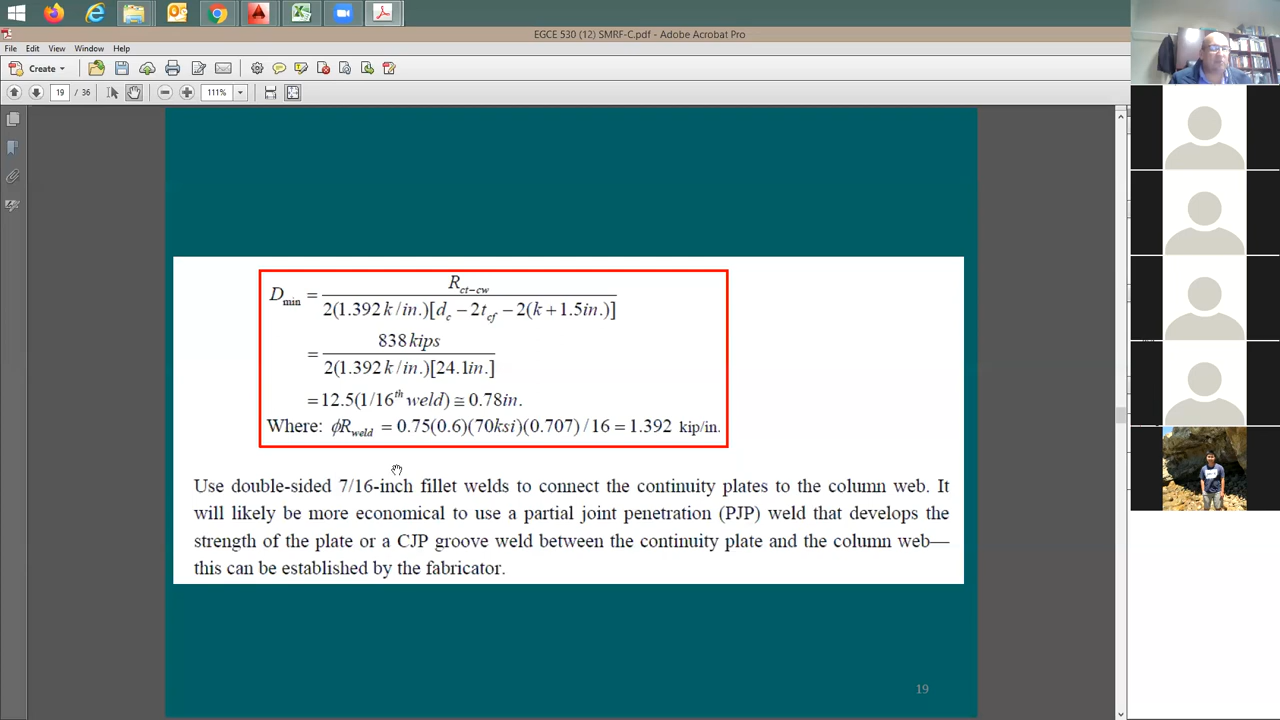 EGCE 530 (12) SMRF-C.pdf - Adobe Acrobat Pro
File Edit View Window Help
Create
19 / 36 111%
D_min = R_ct-cw / 2(1.392 k/in.)[d_c − 2t_cf − 2(k + 1.5in.)]
= 838 kips / 2(1.392 k/in.)[24.1in.]
= 12.5(1/16^th weld) ≅ 0.78in.
Where: ϕR_weld = 0.75(0.6)(70ksi)(0.707)/16 = 1.392 kip/in.
Use double-sided 7/16-inch fillet welds to connect the continuity plates to the column web. It
will likely be more economical to use a partial joint penetration (PJP) weld that develops the
strength of the plate or a CJP groove weld between the continuity plate and the column web—
this can be established by the fabricator.
19